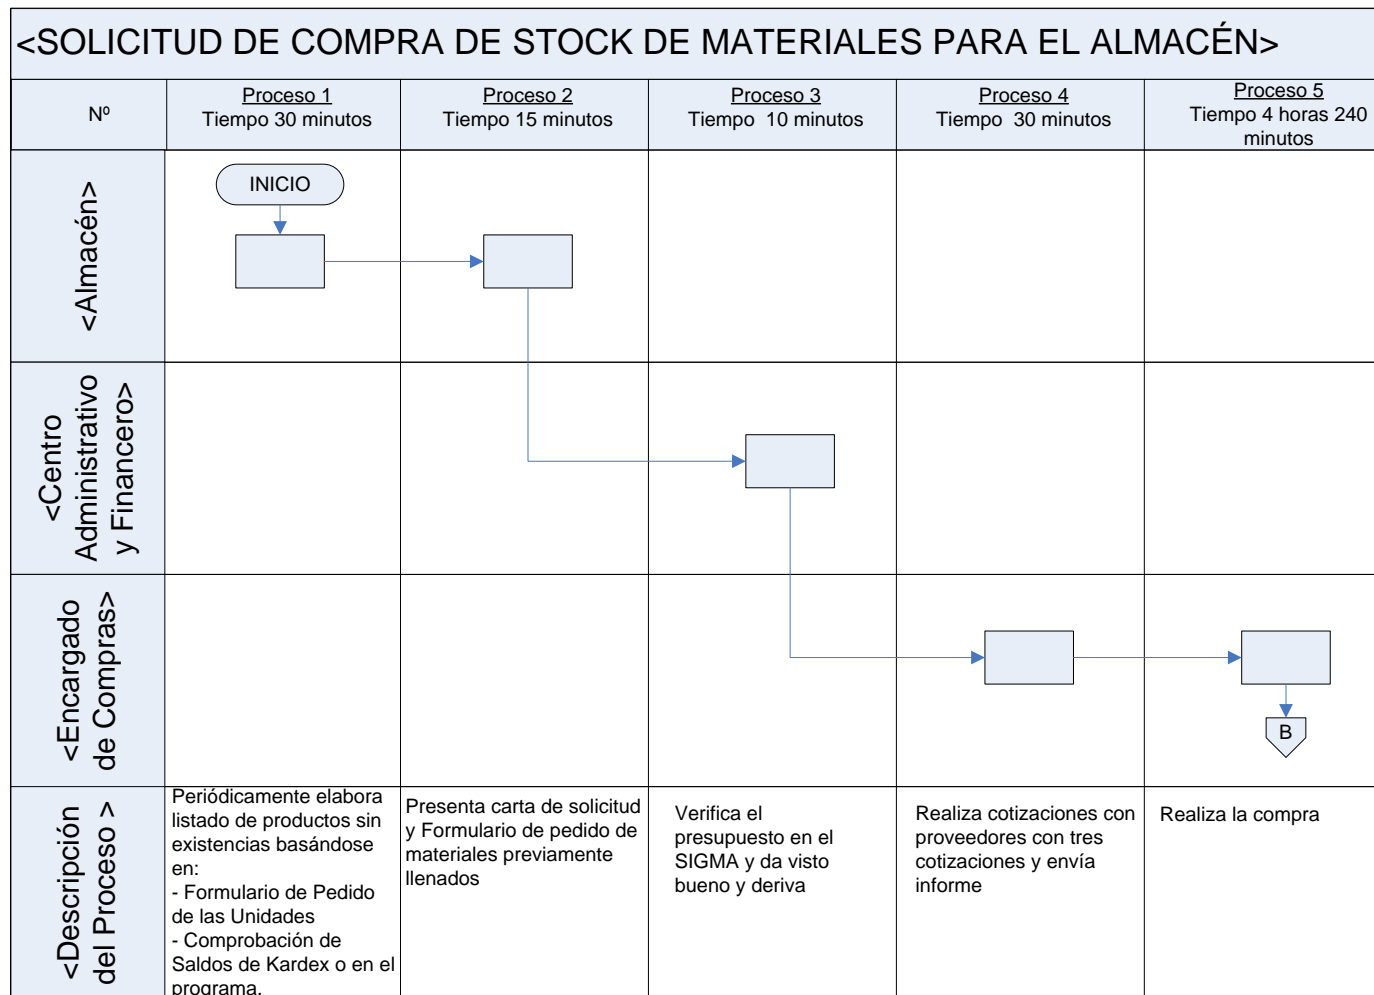 <SOLICITUD DE COMPRA DE STOCK DE MATERIALES PARA EL ALMACÉN>
Nº
Proceso 1
Tiempo 30 minutos
Proceso 2
Tiempo 15 minutos
Proceso 3
Tiempo  10 minutos
Proceso 4
Tiempo  30 minutos
Proceso 5
Tiempo 4 horas 240
minutos
<Almacén>
INICIO
<Centro
Administrativo
y Financero>
<Encargado
de Compras>
B
<Descripción
del Proceso >
Periódicamente elabora
listado de productos sin
existencias basándose
en:
- Formulario de Pedido
de las Unidades
- Comprobación de
Saldos de Kardex o en el
programa.
Presenta carta de solicitud
y Formulario de pedido de
materiales previamente
llenados
Verifica el
presupuesto en el
SIGMA y da visto
bueno y deriva
Realiza cotizaciones con
proveedores con tres
cotizaciones y envía
informe
Realiza la compra